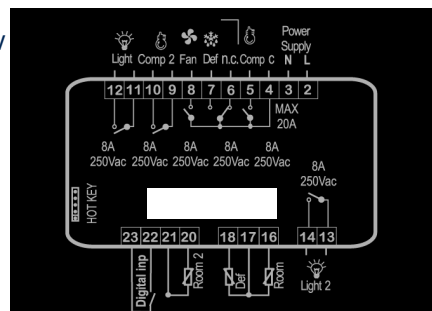 y
Power
Supply
Light Comp 2 Fan Def n.c. Comp c N L
12 11 10 9 8 7 6 5 4 3 2
MAX
20A
8A 8A 8A 8A 8A
250Vac 250Vac 250Vac 250Vac 250Vac
8A
250Vac
HOT KEY
23 22 21 20 18 17 16 14 13
Digital inp
Room 2
Def
Room
Light 2